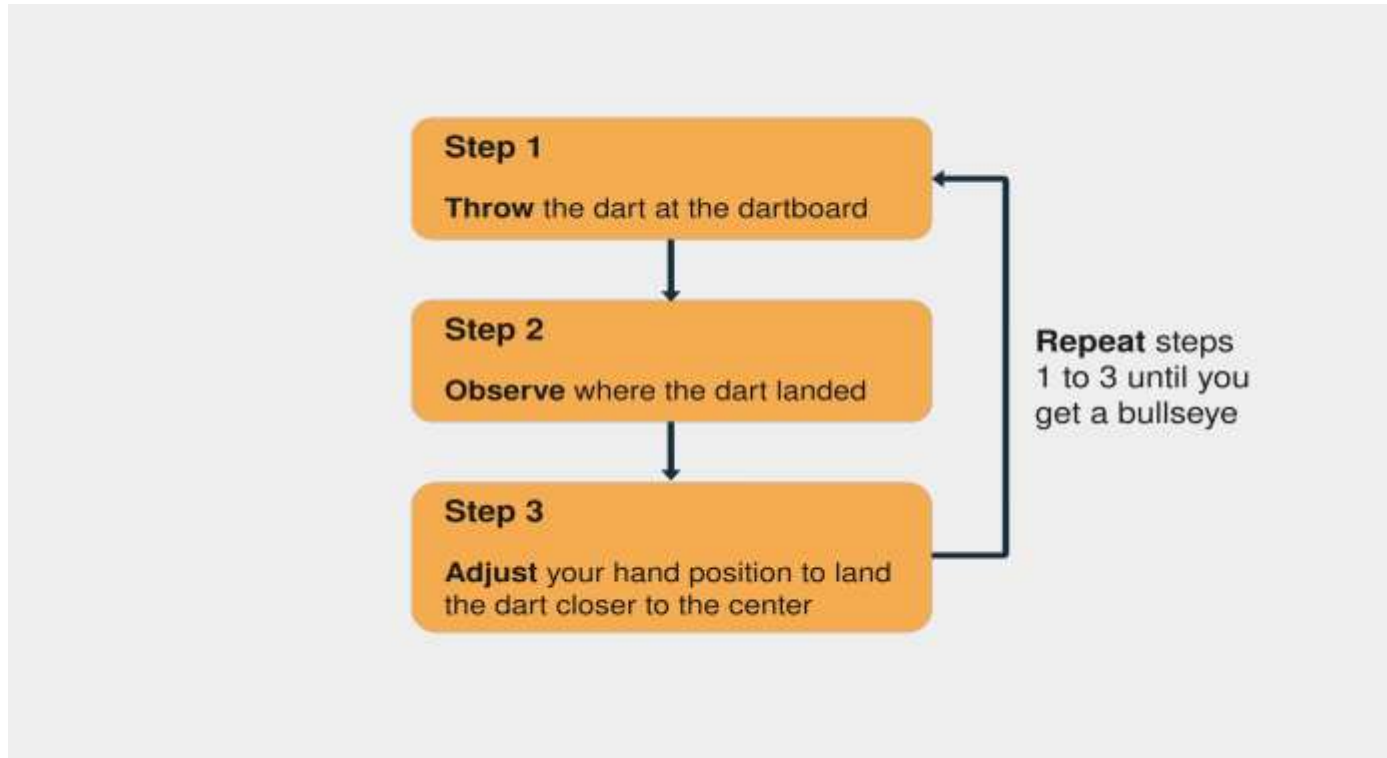 Step 1
Throw the dart at the dartboard
Step 2
Observe where the dart landed
Repeat steps
1 to 3 until you
get a bullseye
Step 3
Adjust your hand position to land
the dart closer to the center